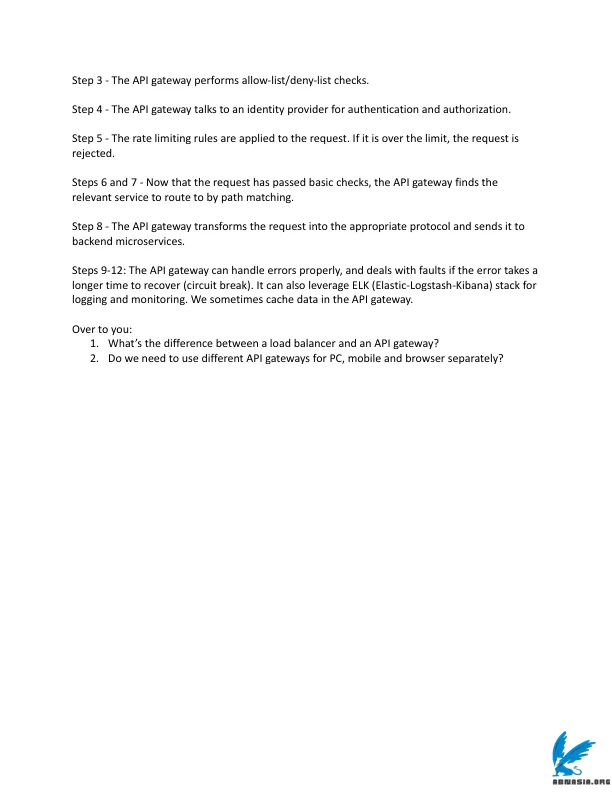 Step 3 - The API gateway performs allow-list/deny-list checks.
Step 4 - The API gateway talks to an identity provider for authentication and authorization.
Step 5 - The rate limiting rules are applied to the request. If it is over the limit, the request is
rejected.
Steps 6 and 7 - Now that the request has passed basic checks, the API gateway finds the
relevant service to route to by path matching.
Step 8 - The API gateway transforms the request into the appropriate protocol and sends it to
backend microservices.
Steps 9-12: The API gateway can handle errors properly, and deals with faults if the error takes a
longer time to recover (circuit break). It can also leverage ELK (Elastic-Logstash-Kibana) stack for
logging and monitoring. We sometimes cache data in the API gateway.
Over to you:
1. What’s the difference between a load balancer and an API gateway?
2. Do we need to use different API gateways for PC, mobile and browser separately?
ABNASIA.ORG